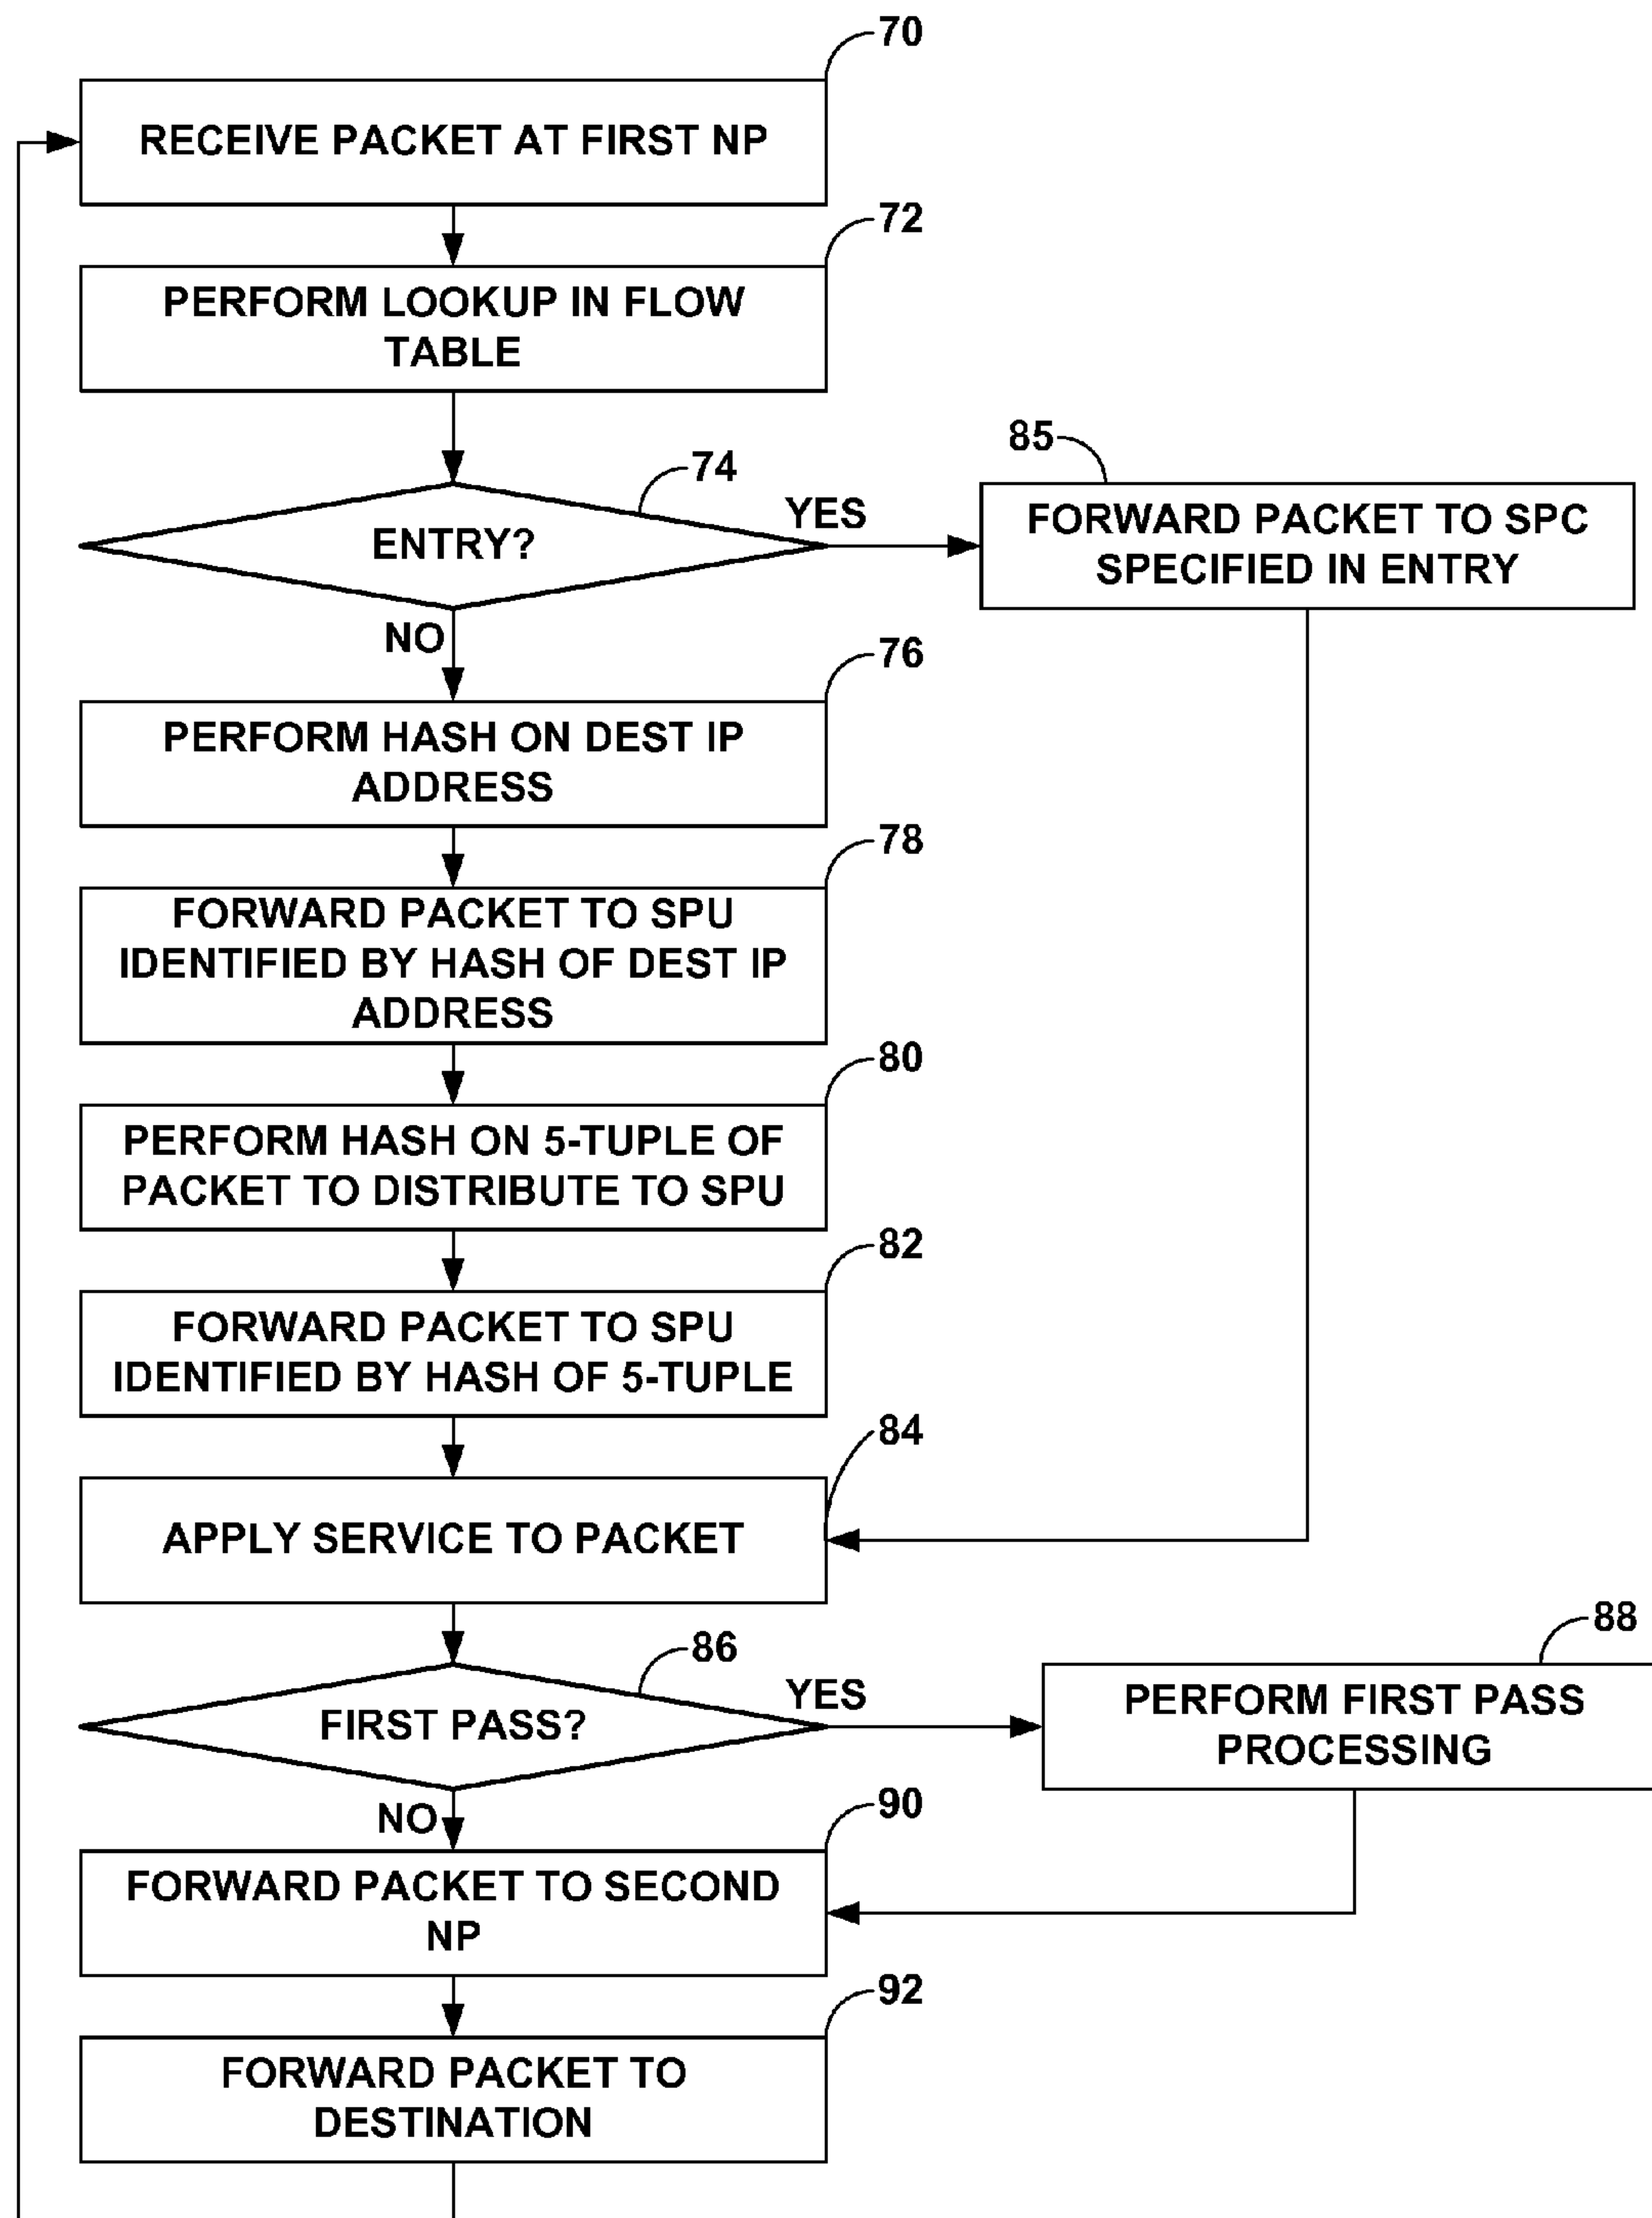 70
RECEIVE PACKET AT FIRST NP
72
PERFORM LOOKUP IN FLOW
TABLE
74
ENTRY?
YES
NO
85
FORWARD PACKET TO SPC
SPECIFIED IN ENTRY
76
PERFORM HASH ON DEST IP
ADDRESS
78
FORWARD PACKET TO SPU
IDENTIFIED BY HASH OF DEST IP
ADDRESS
80
PERFORM HASH ON 5-TUPLE OF
PACKET TO DISTRIBUTE TO SPU
82
FORWARD PACKET TO SPU
IDENTIFIED BY HASH OF 5-TUPLE
84
APPLY SERVICE TO PACKET
86
FIRST PASS?
YES
NO
88
PERFORM FIRST PASS
PROCESSING
90
FORWARD PACKET TO SECOND
NP
92
FORWARD PACKET TO
DESTINATION